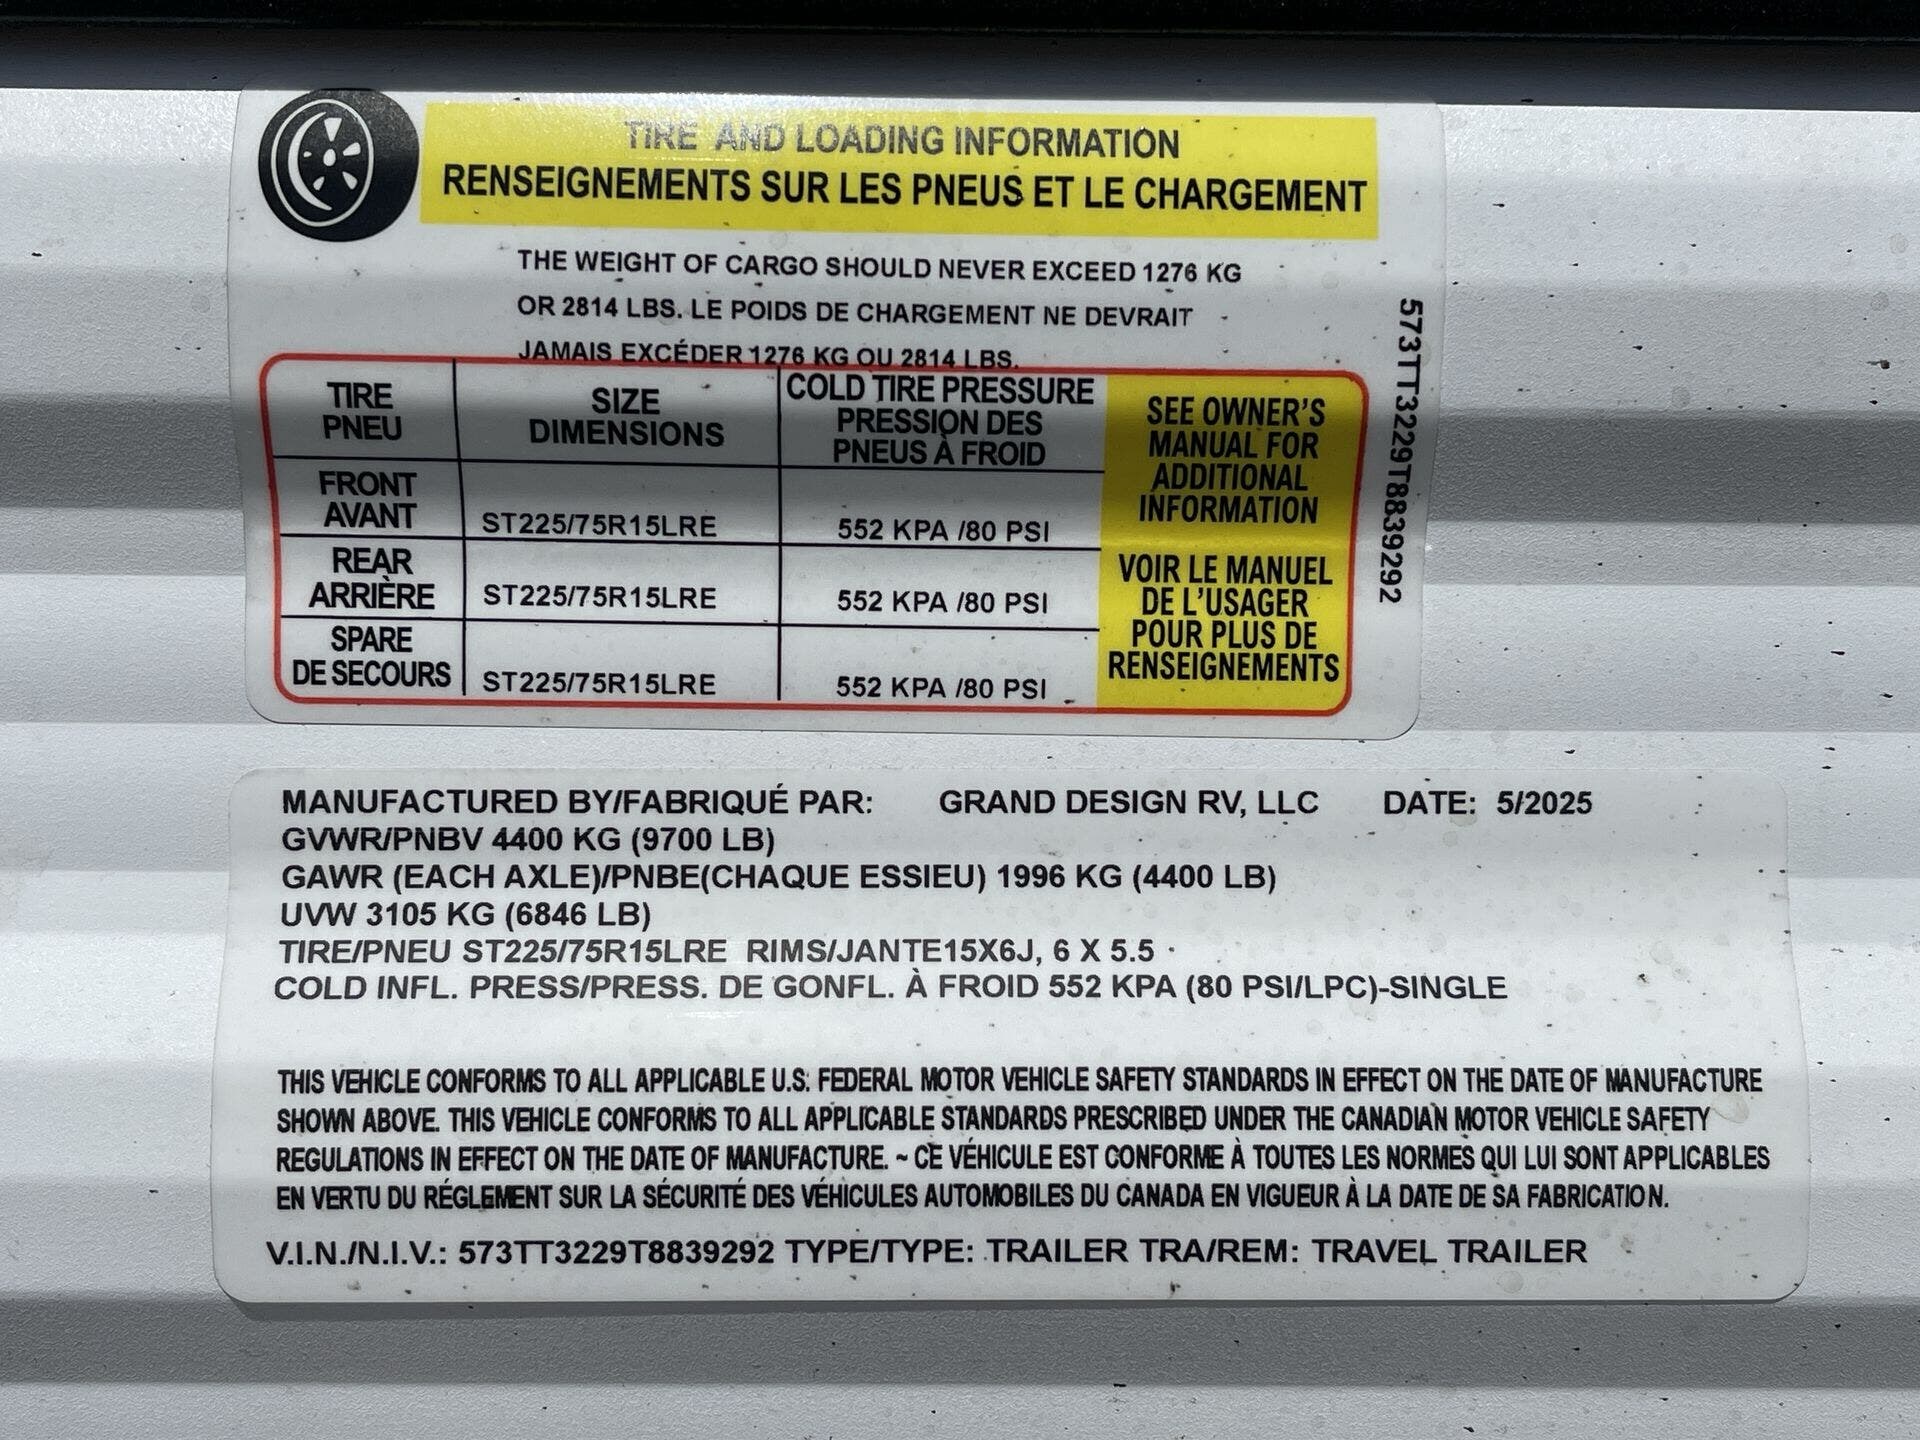 TIRE AND LOADING INFORMATION
RENSEIGNEMENTS SUR LES PNEUS ET LE CHARGEMENT
THE WEIGHT OF CARGO SHOULD NEVER EXCEED 1276 KG
OR 2814 LBS. LE POIDS DE CHARGEMENT NE DEVRAIT
JAMAIS EXCÉDER 1276 KG OU 2814 LBS.
TIRE
PNEU
SIZE
DIMENSIONS
COLD TIRE PRESSURE
PRESSION DES
PNEUS À FROID
FRONT
AVANT
ST225/75R15LRE
552 KPA /80 PSI
REAR
ARRIÈRE
ST225/75R15LRE
552 KPA /80 PSI
SPARE
DE SECOURS
ST225/75R15LRE
552 KPA /80 PSI
SEE OWNER'S
MANUAL FOR
ADDITIONAL
INFORMATION
VOIR LE MANUEL
DE L'USAGER
POUR PLUS DE
RENSEIGNEMENTS
573TT3229T8839292
MANUFACTURED BY/FABRIQUÉ PAR: GRAND DESIGN RV, LLC DATE: 5/2025
GVWR/PNBV 4400 KG (9700 LB)
GAWR (EACH AXLE)/PNBE(CHAQUE ESSIEU) 1996 KG (4400 LB)
UVW 3105 KG (6846 LB)
TIRE/PNEU ST225/75R15LRE RIMS/JANTE15X6J, 6 X 5.5
COLD INFL. PRESS/PRESS. DE GONFL. À FROID 552 KPA (80 PSI/LPC)-SINGLE
THIS VEHICLE CONFORMS TO ALL APPLICABLE U.S. FEDERAL MOTOR VEHICLE SAFETY STANDARDS IN EFFECT ON THE DATE OF MANUFACTURE
SHOWN ABOVE. THIS VEHICLE CONFORMS TO ALL APPLICABLE STANDARDS PRESCRIBED UNDER THE CANADIAN MOTOR VEHICLE SAFETY
REGULATIONS IN EFFECT ON THE DATE OF MANUFACTURE. ~ CE VÉHICULE EST CONFORME À TOUTES LES NORMES QUI LUI SONT APPLICABLES
EN VERTU DU RÉGLEMENT SUR LA SÉCURITÉ DES VÉHICULES AUTOMOBILES DU CANADA EN VIGUEUR À LA DATE DE SA FABRICATION.
V.I.N./N.I.V.: 573TT3229T8839292 TYPE/TYPE: TRAILER TRA/REM: TRAVEL TRAILER